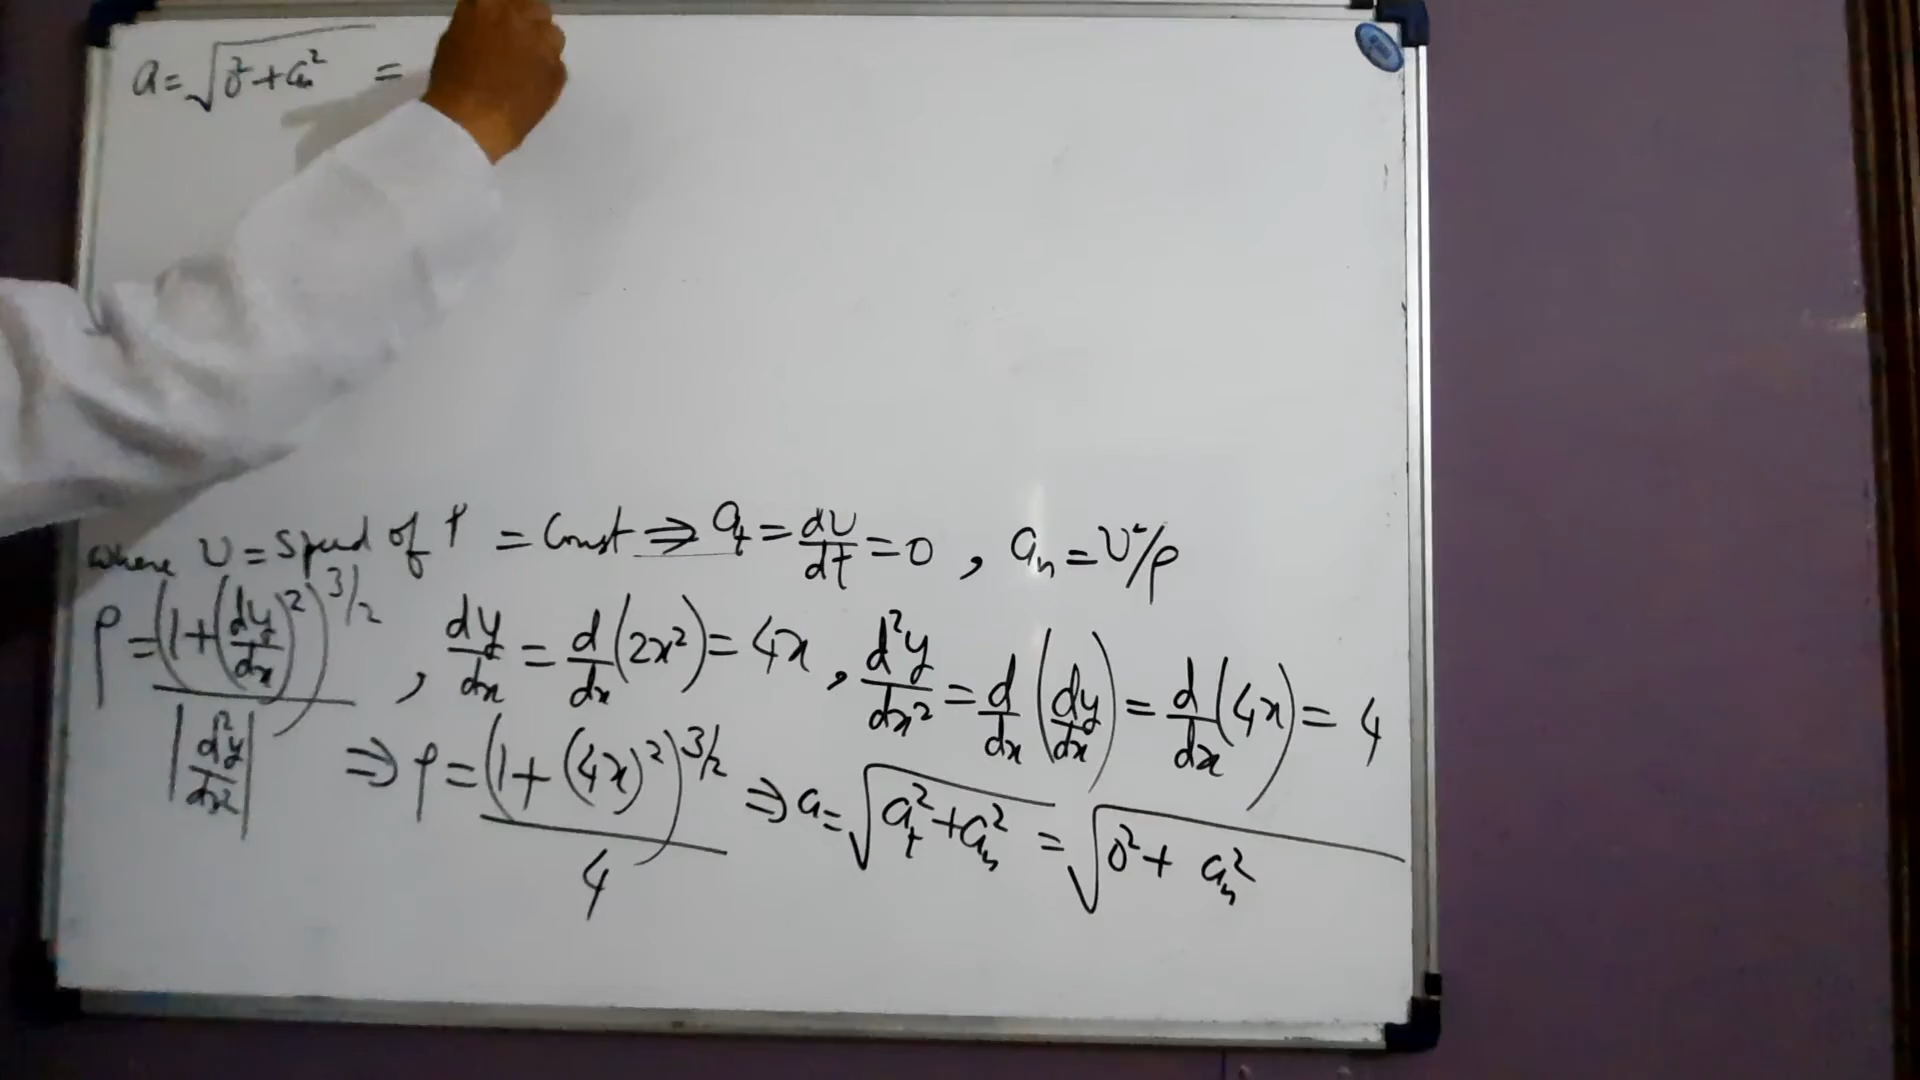 a = √(0² + aₙ²) =
where v = speed of P = Const ⇒ aₜ = dv/dt = 0 , aₙ = v²/ρ
ρ = (1 + (dy/dx)²)^3/2 / |d²y/dx²| , dy/dx = d/dx (2x²) = 4x , d²y/dx² = d/dx (dy/dx) = d/dx (4x) = 4
⇒ ρ = (1 + (4x)²)^3/2 / 4 ⇒ a = √(aₜ² + aₙ²) = √(0² + aₙ²)